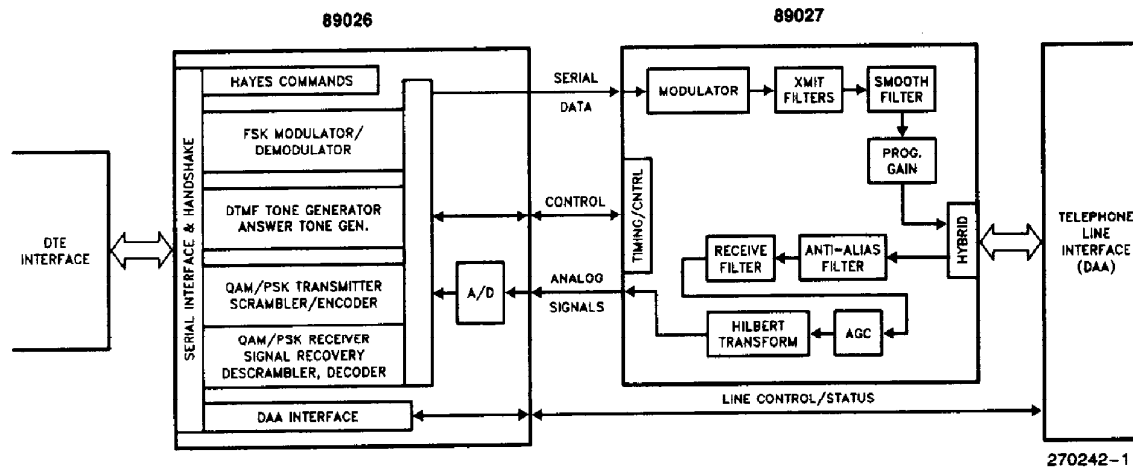 89026
89027
HAYES COMMANDS
FSK MODULATOR/
DEMODULATOR
DTMF TONE GENERATOR
ANSWER TONE GEN.
QAM/PSK TRANSMITTER
SCRAMBLER/ENCODER
QAM/PSK RECEIVER
SIGNAL RECOVERY
DESCRAMBLER, DECODER
DAA INTERFACE
SERIAL INTERFACE & HANDSHAKE
DTE
INTERFACE
A/D
SERIAL
DATA
CONTROL
ANALOG
SIGNALS
TIMING/CNTRL
MODULATOR
XMIT
FILTERS
SMOOTH
FILTER
PROG.
GAIN
HYBRID
RECEIVE
FILTER
ANTI-ALIAS
FILTER
HILBERT
TRANSFORM
AGC
LINE CONTROL/STATUS
TELEPHONE
LINE
INTERFACE
(DAA)
270242-1